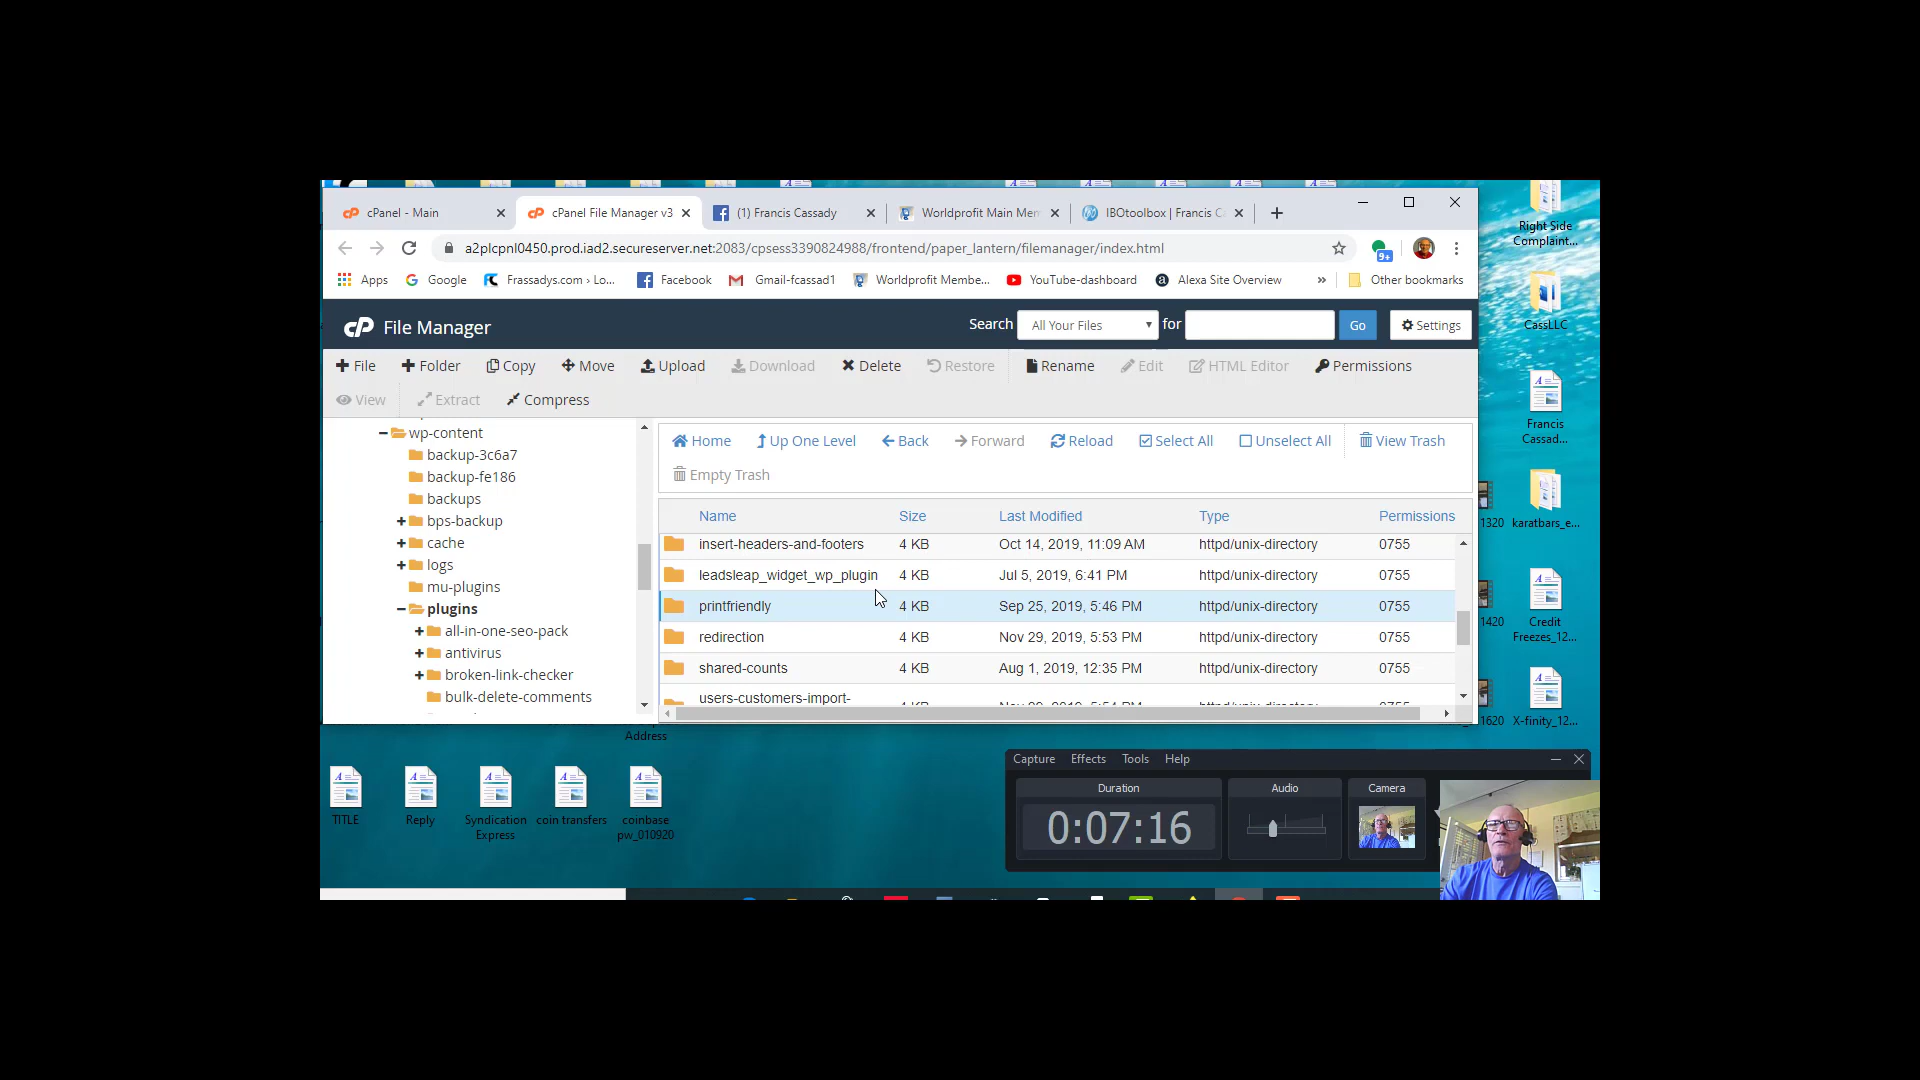 cPanel - Main
cPanel File Manager v3
(1) Francis Cassady
Worldprofit Main Mem
IBOtoolbox | Francis C
a2plcpnl0450.prod.iad2.secureserver.net:2083/cpsess3390824988/frontend/paper_lantern/filemanager/index.html
9+
Apps
Google
Frassadys.com › Lo...
Facebook
Gmail-fcassad1
Worldprofit Membe...
YouTube-dashboard
Alexa Site Overview
»
Other bookmarks
cP File Manager
Search
All Your Files
for
Go
Settings
File
Folder
Copy
Move
Upload
Download
Delete
Restore
Rename
Edit
HTML Editor
Permissions
View
Extract
Compress
wp-content
backup-3c6a7
backup-fe186
backups
bps-backup
cache
logs
mu-plugins
plugins
all-in-one-seo-pack
antivirus
broken-link-checker
bulk-delete-comments
Home
Up One Level
Back
Forward
Reload
Select All
Unselect All
View Trash
Empty Trash
Name Size Last Modified Type Permissions
insert-headers-and-footers 4 KB Oct 14, 2019, 11:09 AM httpd/unix-directory 0755
leadsleap_widget_wp_plugin 4 KB Jul 5, 2019, 6:41 PM httpd/unix-directory 0755
printfriendly 4 KB Sep 25, 2019, 5:46 PM httpd/unix-directory 0755
redirection 4 KB Nov 29, 2019, 5:53 PM httpd/unix-directory 0755
shared-counts 4 KB Aug 1, 2019, 12:35 PM httpd/unix-directory 0755
users-customers-import-
Right Side
Complaint...
CassLLC
Francis
Cassad...
1320
karatbars_e...
1420
Credit
Freezes_12...
1620
X-finity_12...
Address
TITLE
Reply
Syndication
Express
coin transfers
coinbase
pw_010920
Capture
Effects
Tools
Help
Duration
Audio
Camera
0:07:16